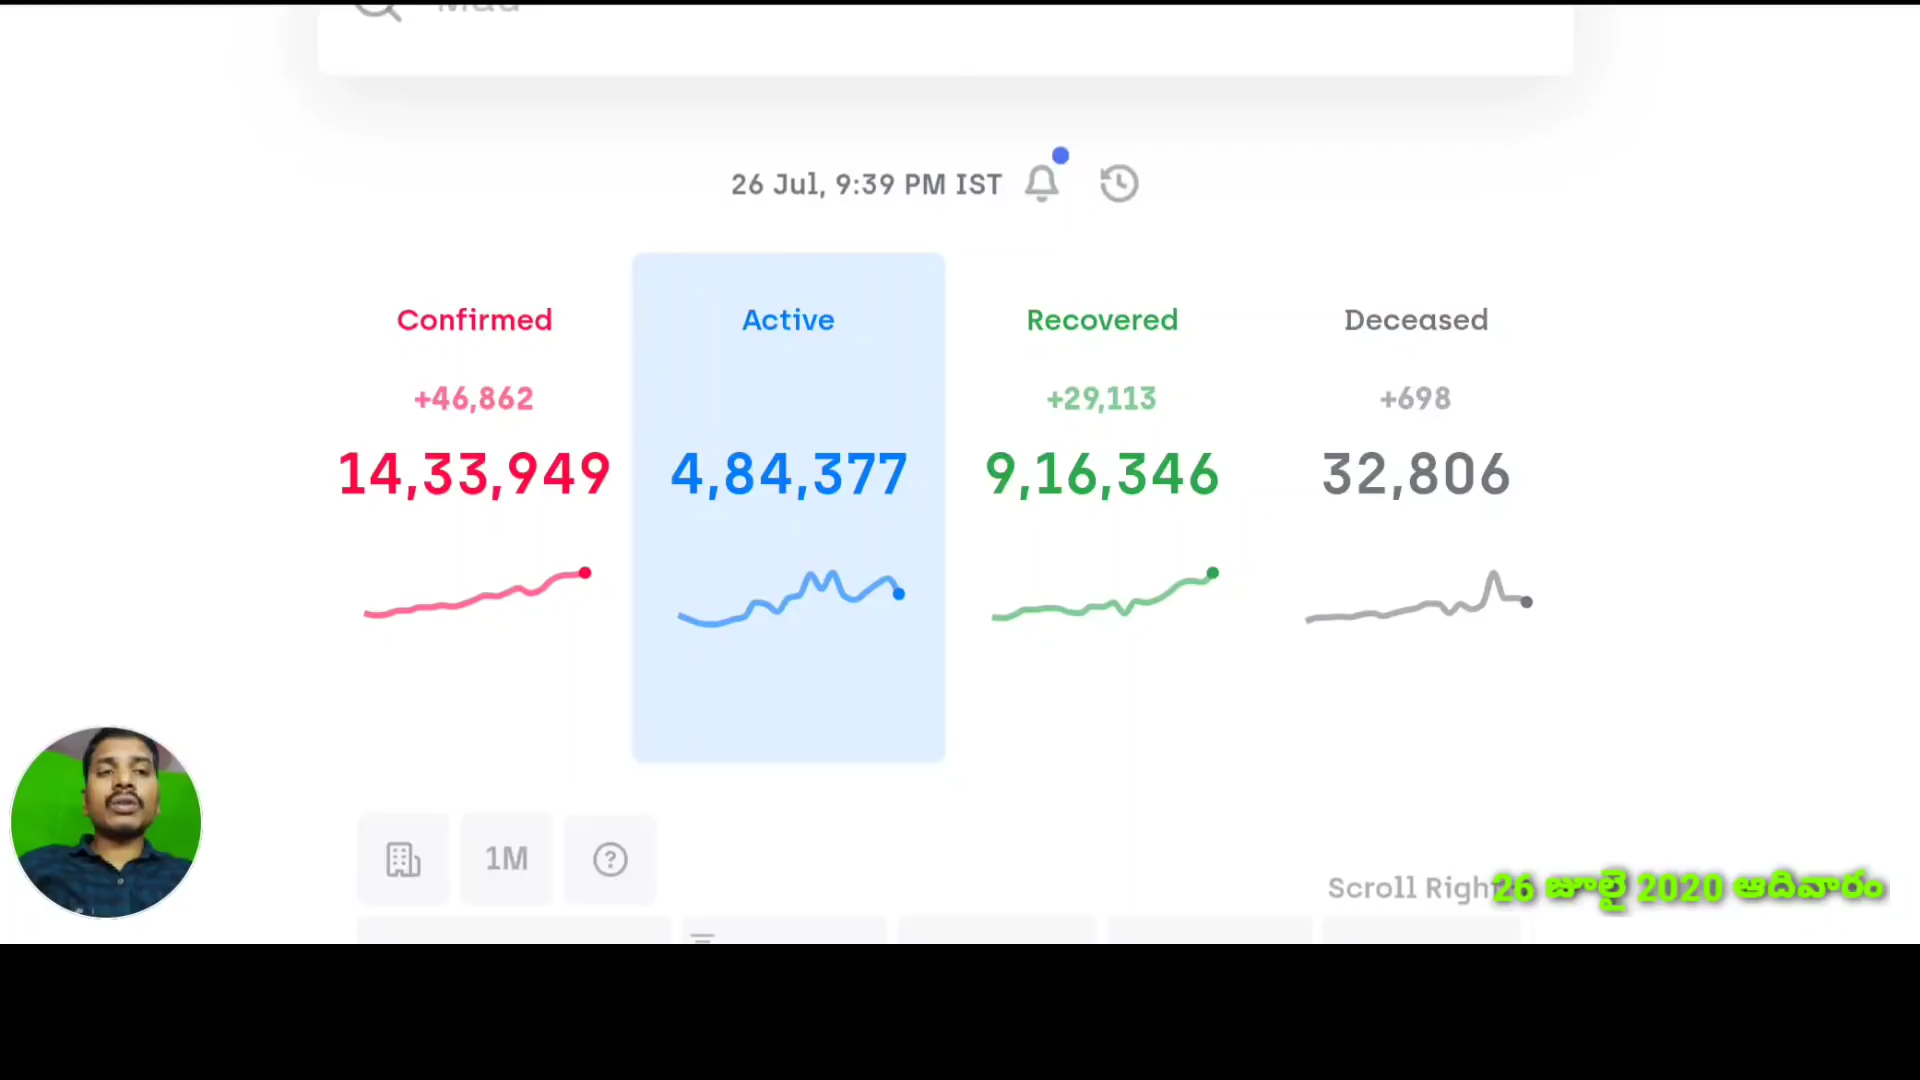 26 Jul, 9:39 PM IST
Confirmed
+46,862
14,33,949
Active
4,84,377
Recovered
+29,113
9,16,346
Deceased
+698
32,806
1M
?
Scroll Righ
26 జూలై 2020 ఆదివారం